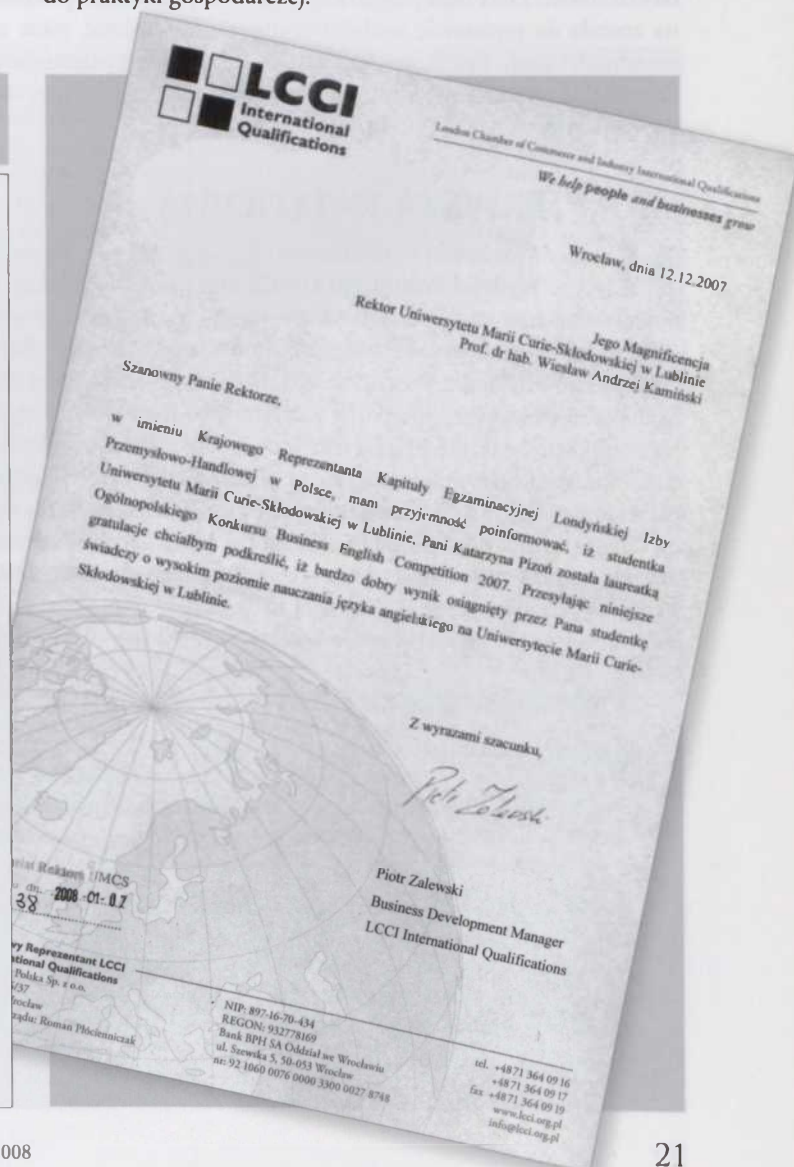 do praktyki gospodarczej.
LCCI
International
Qualifications
London Chamber of Commerce and Industry International Qualifications
We help people and businesses grow
Wrocław, dnia 12.12.2007
Jego Magnificencja
Rektor Uniwersytetu Marii Curie-Skłodowskiej w Lublinie
Prof. dr hab. Wiesław Andrzej Kamiński
Szanowny Panie Rektorze,
w imieniu Krajowego Reprezentanta Kapituły Egzaminacyjnej Londyńskiej Izby
Przemysłowo-Handlowej w Polsce, mam przyjemność poinformować, iż studentka
Uniwersytetu Marii Curie-Skłodowskiej w Lublinie, Pani Katarzyna Pizoń została laureatką
Ogólnopolskiego Konkursu Business English Competition 2007. Przesyłając niniejsze
gratulacje chciałbym podkreślić, iż bardzo dobry wynik osiągnięty przez Pana studentkę
świadczy o wysokim poziomie nauczania języka angielskiego na Uniwersytecie Marii Curie-
Skłodowskiej w Lublinie.
Z wyrazami szacunku,
Piotr Zalewski
Piotr Zalewski
Business Development Manager
LCCI International Qualifications
Rektora UMCS
dn. 2008 -01- 07
38
Reprezentant LCCI
Qualifications
Polska Sp. z o.o.
/37
Roman Płócienniczak
NIP: 897-16-70-434
REGON: 932778169
Bank BPH SA Oddział we Wrocławiu
ul. Szewska 5, 50-053 Wrocław
nr: 92 1060 0076 0000 3300 0027 8748
tel. +48 71 364 09 16
+48 71 364 09 17
fax +48 71 364 09 19
www.lcci.org.pl
info@lcci.org.pl
008
21